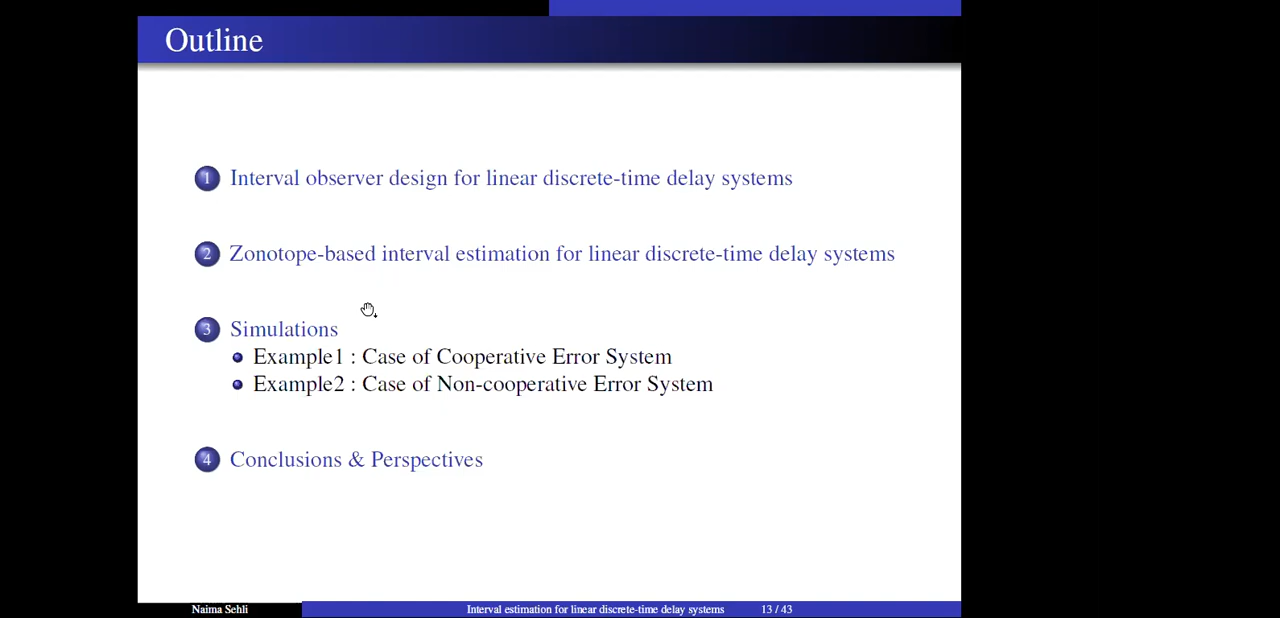 Outline
1 Interval observer design for linear discrete-time delay systems
2 Zonotope-based interval estimation for linear discrete-time delay systems
3 Simulations
Example1 : Case of Cooperative Error System
Example2 : Case of Non-cooperative Error System
4 Conclusions & Perspectives
Naima Sehli Interval estimation for linear discrete-time delay systems 13 / 43